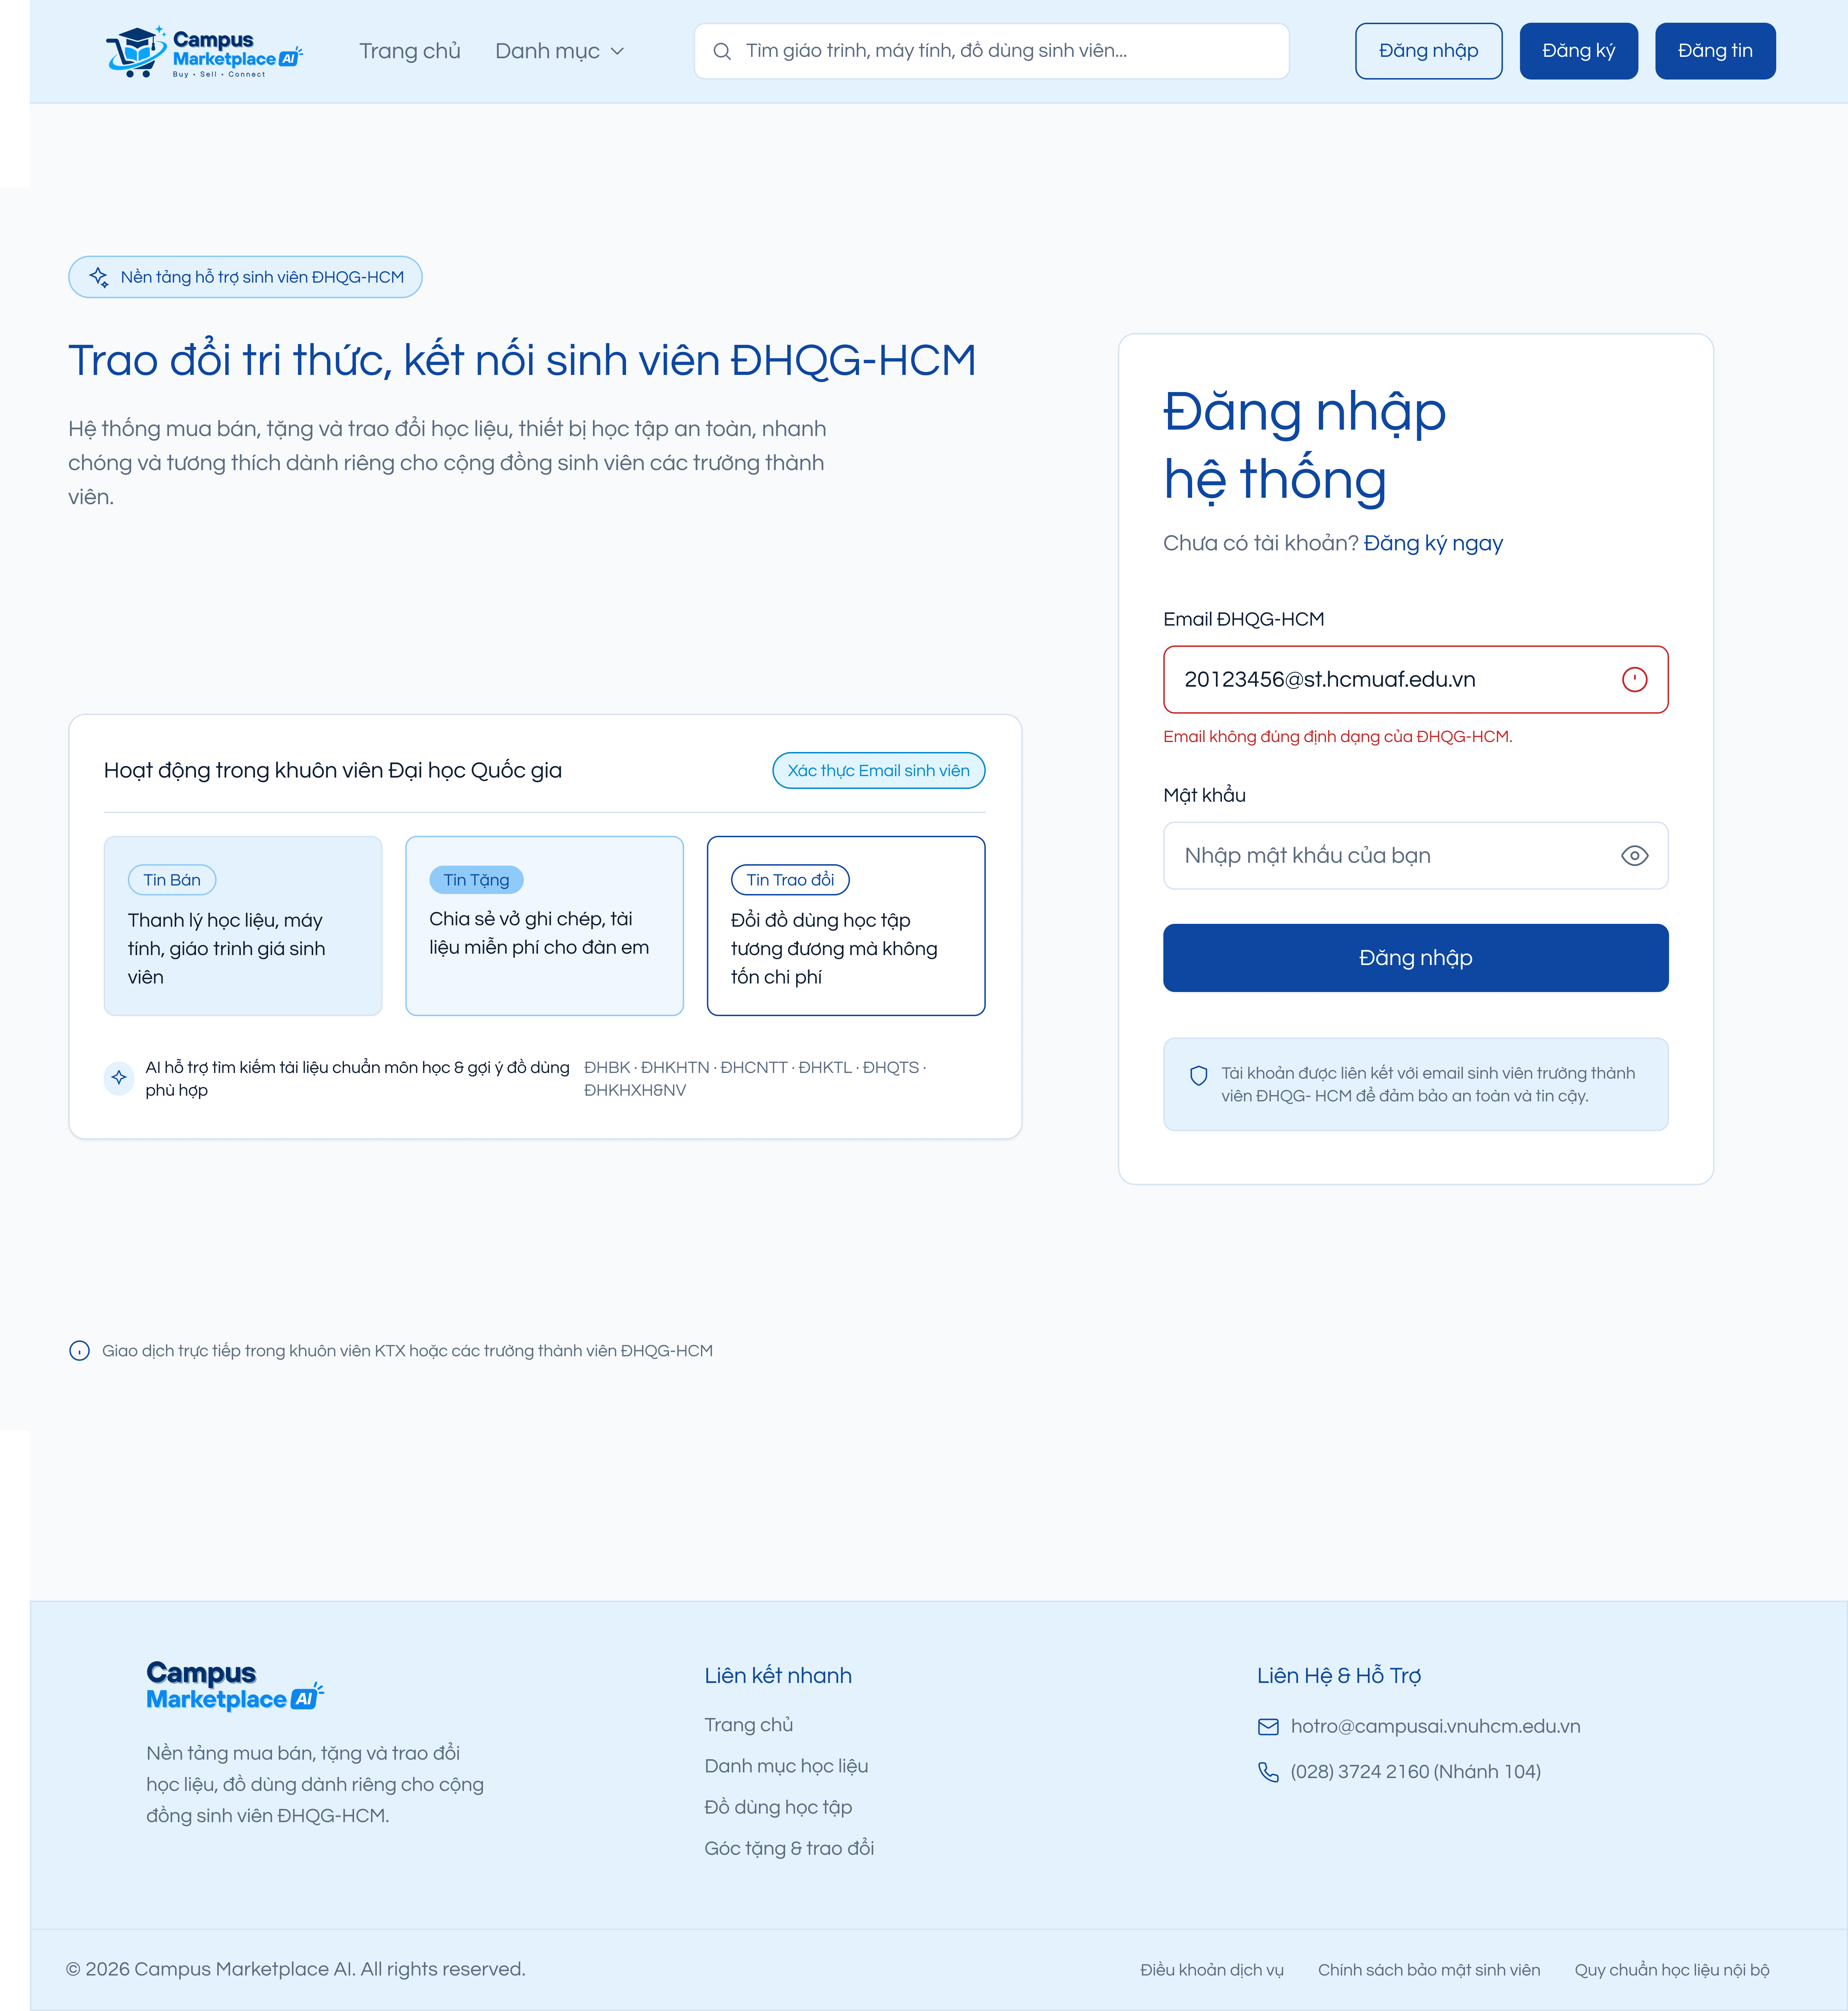 Campus
Marketplace AI
Buy • Sell • Connect
Trang chủ
Danh mục
Tìm giáo trình, máy tính, đồ dùng sinh viên...
Đăng nhập
Đăng ký
Đăng tin
Nền tảng hỗ trợ sinh viên ĐHQG-HCM
Trao đổi tri thức, kết nối sinh viên ĐHQG-HCM
Hệ thống mua bán, tặng và trao đổi học liệu, thiết bị học tập an toàn, nhanh
chóng và tương thích dành riêng cho cộng đồng sinh viên các trường thành
viên.
Hoạt động trong khuôn viên Đại học Quốc gia
Xác thực Email sinh viên
Tin Bán
Thanh lý học liệu, máy
tính, giáo trình giá sinh
viên
Tin Tặng
Chia sẻ vở ghi chép, tài
liệu miễn phí cho đàn em
Tin Trao đổi
Đổi đồ dùng học tập
tương đương mà không
tốn chi phí
AI hỗ trợ tìm kiếm tài liệu chuẩn môn học & gợi ý đồ dùng
phù hợp
ĐHBK · ĐHKHTN · ĐHCNTT · ĐHKTL · ĐHQTS ·
ĐHKHXH&NV
Đăng nhập
hệ thống
Chưa có tài khoản? Đăng ký ngay
Email ĐHQG-HCM
20123456@st.hcmuaf.edu.vn
Email không đúng định dạng của ĐHQG-HCM.
Mật khẩu
Nhập mật khẩu của bạn
Đăng nhập
Tài khoản được liên kết với email sinh viên trường thành
viên ĐHQG- HCM để đảm bảo an toàn và tin cậy.
Giao dịch trực tiếp trong khuôn viên KTX hoặc các trường thành viên ĐHQG-HCM
Campus
Marketplace AI
Nền tảng mua bán, tặng và trao đổi
học liệu, đồ dùng dành riêng cho cộng
đồng sinh viên ĐHQG-HCM.
Liên kết nhanh
Trang chủ
Danh mục học liệu
Đồ dùng học tập
Góc tặng & trao đổi
Liên Hệ & Hỗ Trợ
hotro@campusai.vnuhcm.edu.vn
(028) 3724 2160 (Nhánh 104)
© 2026 Campus Marketplace AI. All rights reserved.
Điều khoản dịch vụ
Chính sách bảo mật sinh viên
Quy chuẩn học liệu nội bộ